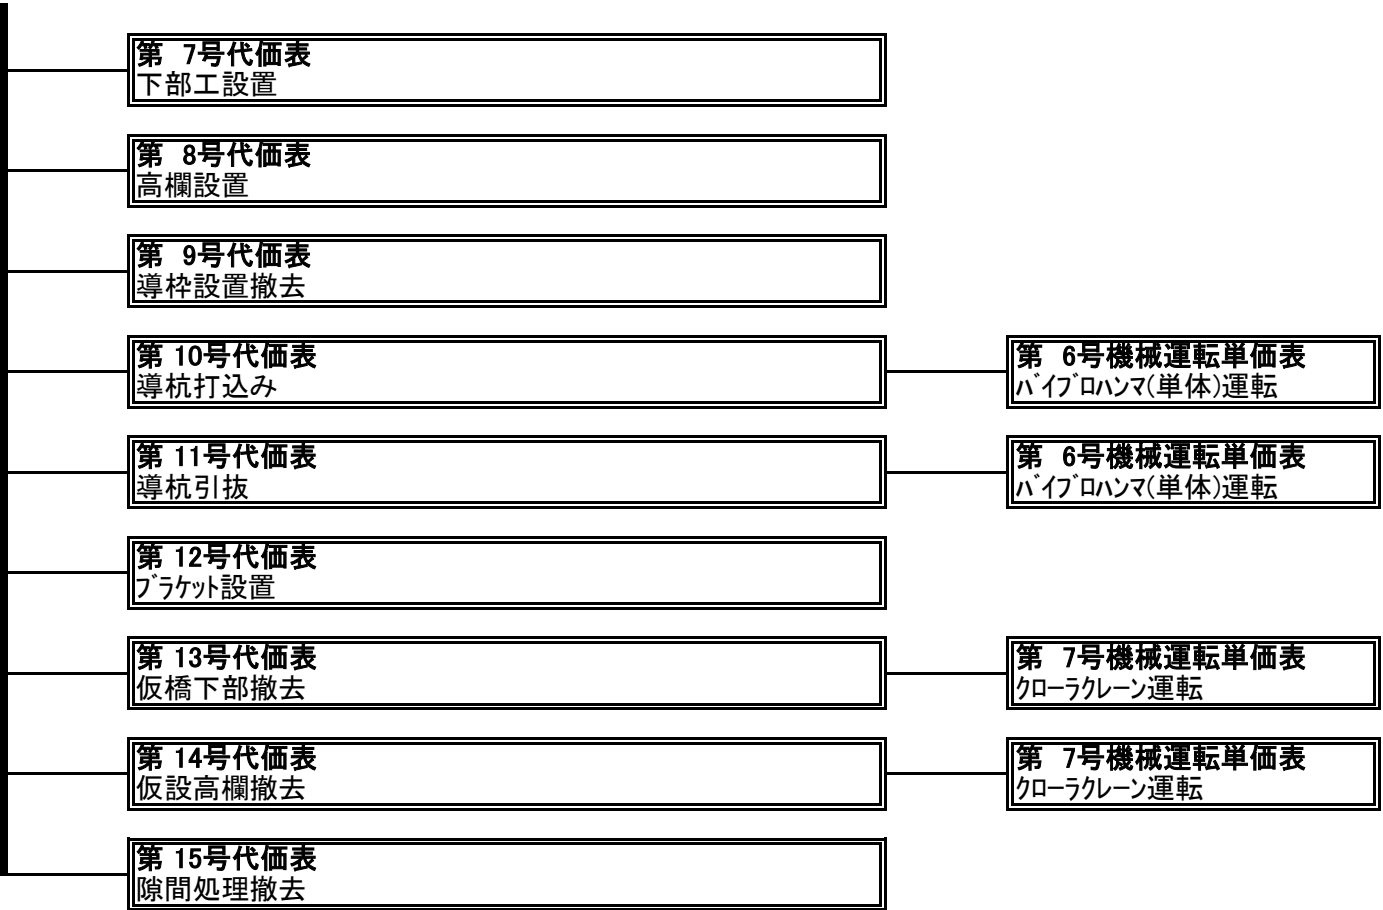 第　7号代価表
下部工設置
第　8号代価表
高欄設置
第　9号代価表
導枠設置撤去
第 10号代価表
導杭打込み
第　6号機械運転単価表
ﾊﾞｲﾌﾞﾛﾊﾝﾏ(単体)運転
第 11号代価表
導杭引抜
第　6号機械運転単価表
ﾊﾞｲﾌﾞﾛﾊﾝﾏ(単体)運転
第 12号代価表
ﾌﾞﾗｹｯﾄ設置
第 13号代価表
仮橋下部撤去
第　7号機械運転単価表
ｸﾛｰﾗｸﾚｰﾝ運転
第 14号代価表
仮設高欄撤去
第　7号機械運転単価表
ｸﾛｰﾗｸﾚｰﾝ運転
第 15号代価表
隙間処理撤去